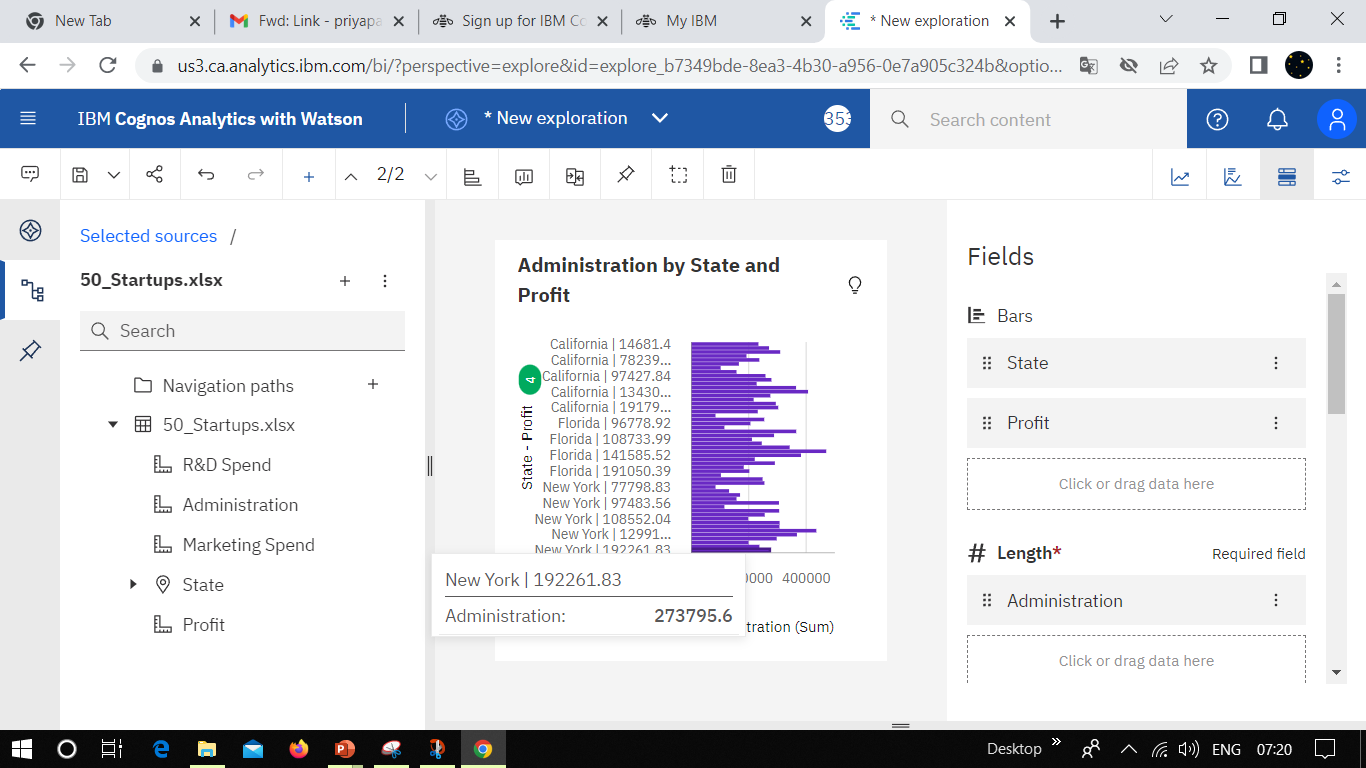 New Tab
Fwd: Link - priyapa
Sign up for IBM Co
My IBM
* New exploration
us3.ca.analytics.ibm.com/bi/?perspective=explore&id=explore_b7349bde-8ea3-4b30-a956-0e7a905c324b&optio...
IBM Cognos Analytics with Watson
* New exploration
353
Search content
2/2
Selected sources /
50_Startups.xlsx
Search
Navigation paths
50_Startups.xlsx
R&D Spend
Administration
Marketing Spend
State
Profit
Administration by State and
Profit
4
State - Profit
California | 14681.4
California | 78239...
California | 97427.84
California | 13430...
California | 19179...
Florida | 96778.92
Florida | 108733.99
Florida | 141585.52
Florida | 191050.39
New York | 77798.83
New York | 97483.56
New York | 108552.04
New York | 12991...
New York | 192261.83
0000 400000
tration (Sum)
New York | 192261.83
Administration: 273795.6
Fields
Bars
State
Profit
Click or drag data here
# Length* Required field
Administration
Click or drag data here
Desktop »
ENG
07:20